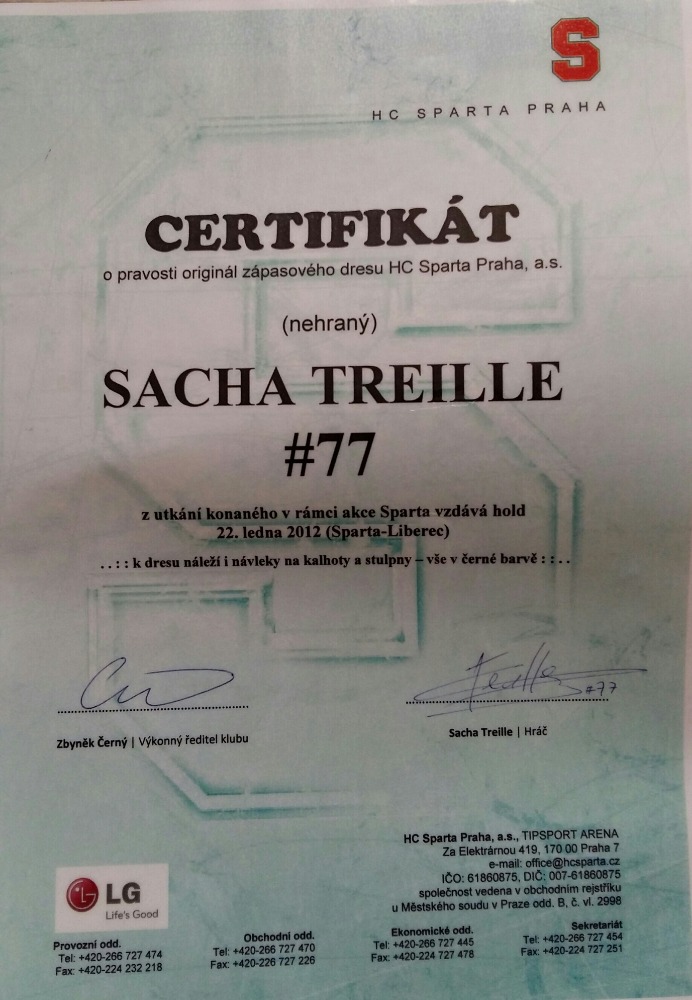 S
HC SPARTA PRAHA
CERTIFIKÁT
o pravosti originál zápasového dresu HC Sparta Praha, a.s.
(nehraný)
SACHA TREILLE
#77
z utkání konaného v rámci akce Sparta vzdává hold
22. ledna 2012 (Sparta-Liberec)
..:: k dresu náleží i návleky na kalhoty a stulpny – vše v černé barvě ::..
Treille #77
Zbyněk Černý | Výkonný ředitel klubu
Sacha Treille | Hráč
HC Sparta Praha, a.s., TIPSPORT ARENA
Za Elektrárnou 419, 170 00 Praha 7
e-mail: office@hcsparta.cz
IČO: 61860875, DIČ: 007-61860875
společnost vedena v obchodním rejstříku
u Městského soudu v Praze odd. B, č. vl. 2998
LG
Life's Good
Provozní odd.
Tel: +420-266 727 474
Fax: +420-224 232 218
Obchodní odd.
Tel: +420-266 727 470
Fax: +420-226 727 226
Ekonomické odd.
Tel: +420-266 727 445
Fax: +420-224 727 478
Sekretariát
Tel: +420-266 727 454
Fax: +420-224 727 251